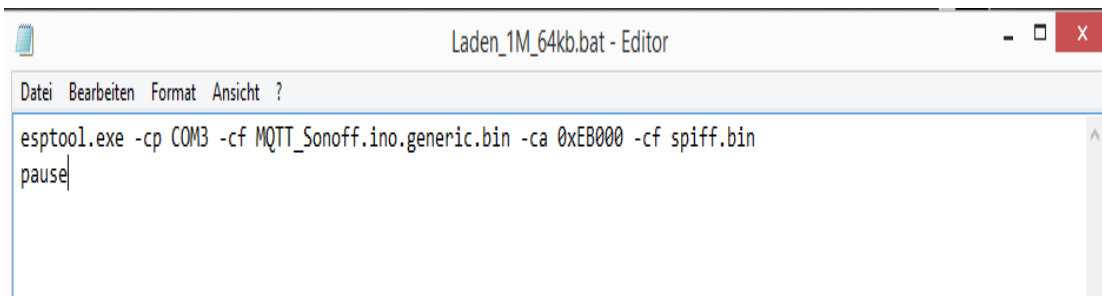 Laden_1M_64kb.bat - Editor
Datei Bearbeiten Format Ansicht ?
esptool.exe -cp COM3 -cf MQTT_Sonoff.ino.generic.bin -ca 0xEB000 -cf spiff.bin
pause